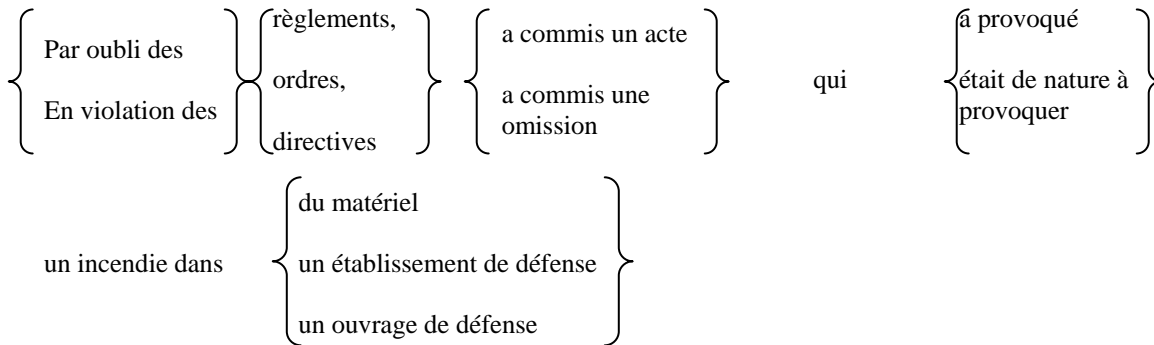 Par oubli des
En violation des
règlements,
ordres,
directives
a commis un acte
a commis une
omission
qui
a provoqué
était de nature à
provoquer
un incendie dans
du matériel
un établissement de défense
un ouvrage de défense